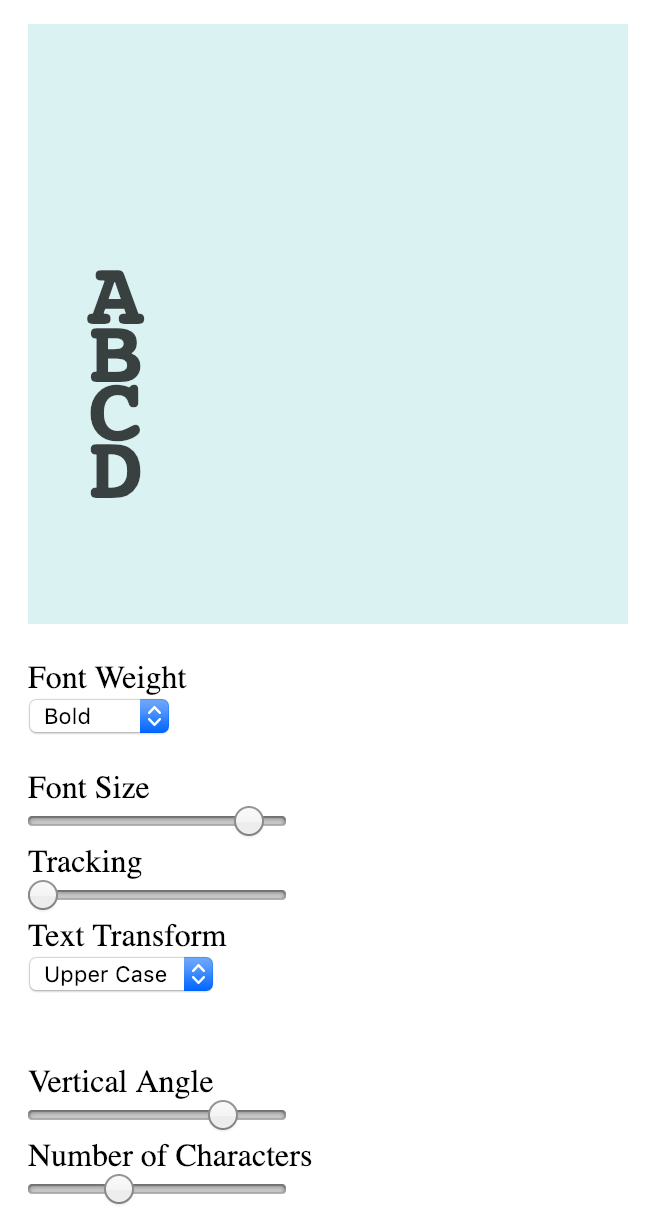 A
B
C
D
Font Weight
Bold
Font Size
Tracking
Text Transform
Upper Case
Vertical Angle
Number of Characters